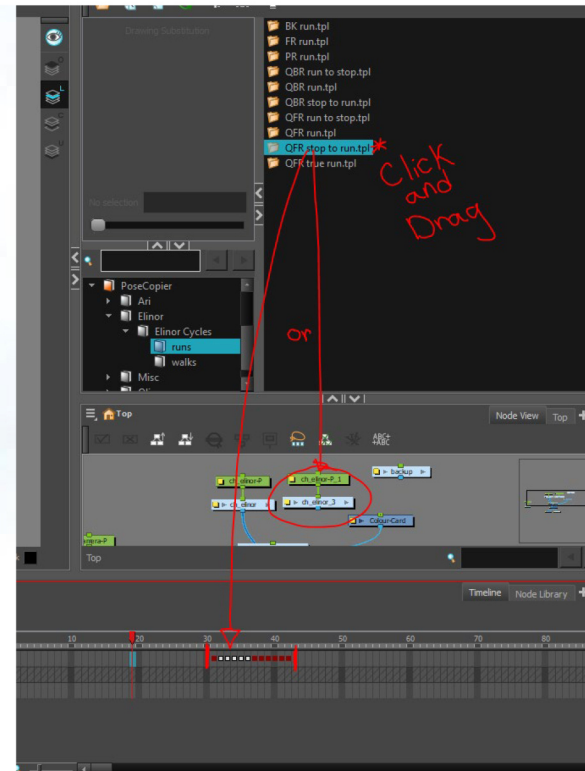 Drawing Substitution
No selection
BK run.tpl
FR run.tpl
PR run.tpl
QBR run to stop.tpl
QBR run.tpl
QBR stop to run.tpl
QFR run to stop.tpl
QFR run.tpl
QFR stop to run.tpl
QFR true run.tpl
* Click
and
Drag
or
PoseCopier
Ari
Elinor
Elinor Cycles
runs
walks
Misc
Top
Node View Top
ABC+
+ABC
ch_elinor-P
ch_elinor-P_1
backup
ch_elinor
ch_elinor_3
Colour-Card
Top
Timeline Node Library
10 20 30 40 50 60 70 80